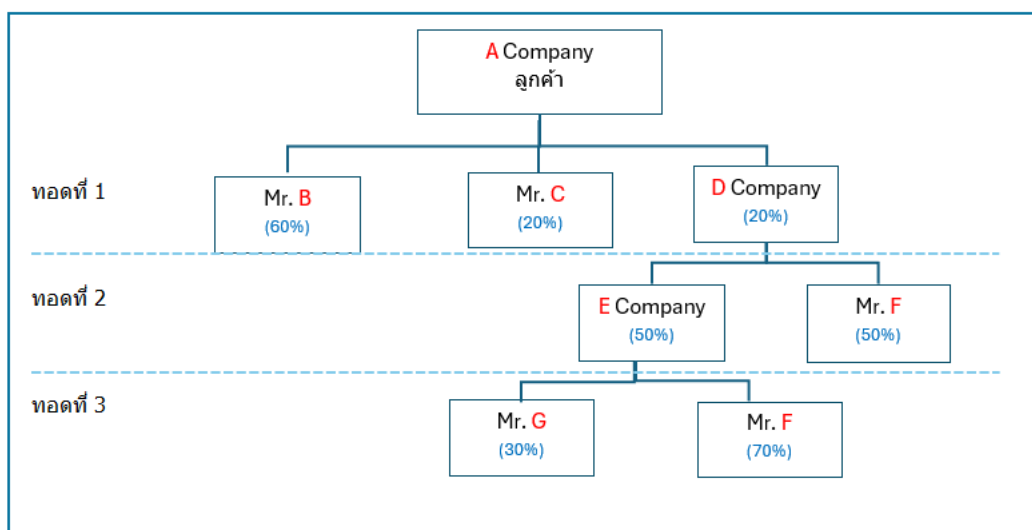 A Company
ลูกค้า
ทอดที่ 1
Mr. B
(60%)
Mr. C
(20%)
D Company
(20%)
ทอดที่ 2
E Company
(50%)
Mr. F
(50%)
ทอดที่ 3
Mr. G
(30%)
Mr. F
(70%)